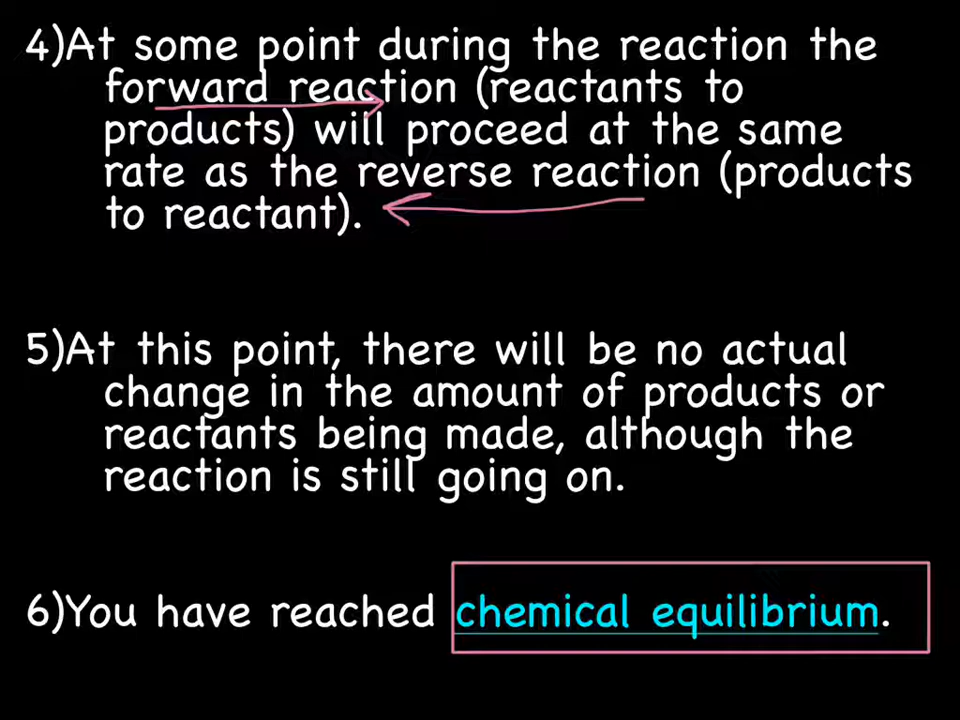 4)At some point during the reaction the
forward reaction (reactants to
products) will proceed at the same
rate as the reverse reaction (products
to reactant).
5)At this point, there will be no actual
change in the amount of products or
reactants being made, although the
reaction is still going on.
6)You have reached chemical equilibrium.